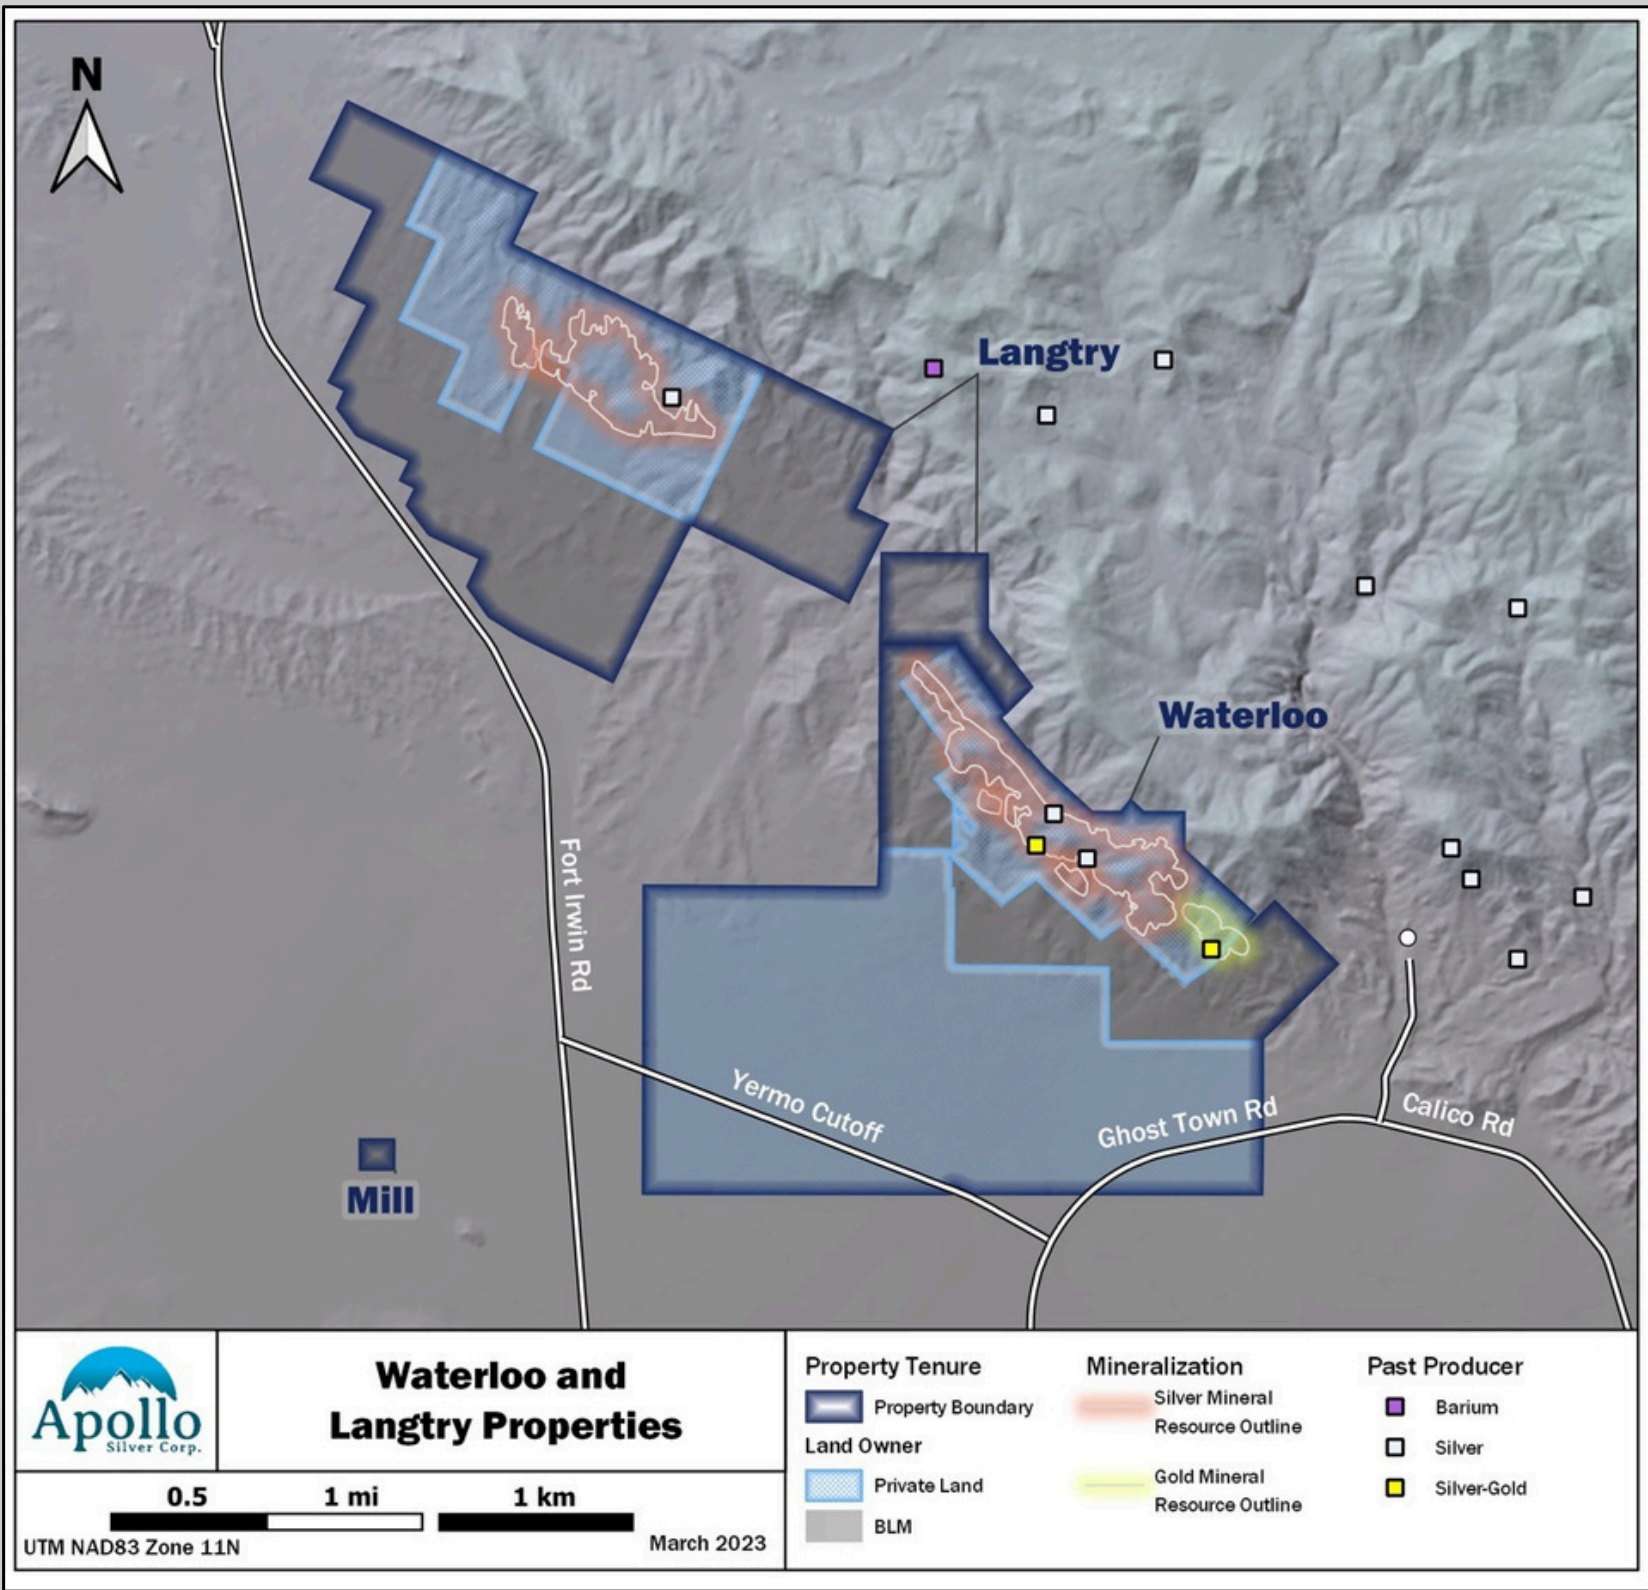 N
Langtry
Waterloo
Fort Irwin Rd
Yermo Cutoff
Ghost Town Rd
Calico Rd
Mill
Apollo
Silver Corp.
Waterloo and
Langtry Properties
0.5 1 mi 1 km
UTM NAD83 Zone 11N
March 2023
Property Tenure
Property Boundary
Land Owner
Private Land
BLM
Mineralization
Silver Mineral
Resource Outline
Gold Mineral
Resource Outline
Past Producer
Barium
Silver
Silver-Gold